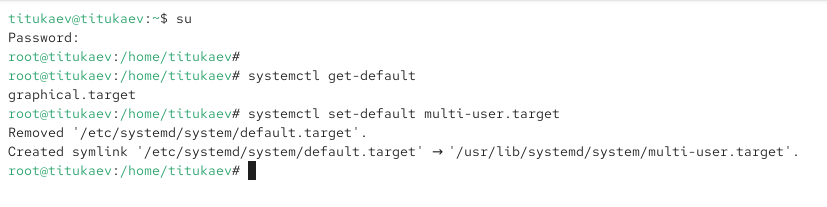 titukaev@titukaev:~$ su
Password:
root@titukaev:/home/titukaev#
root@titukaev:/home/titukaev# systemctl get-default
graphical.target
root@titukaev:/home/titukaev# systemctl set-default multi-user.target
Removed '/etc/systemd/system/default.target'.
Created symlink '/etc/systemd/system/default.target' → '/usr/lib/systemd/system/multi-user.target'.
root@titukaev:/home/titukaev#